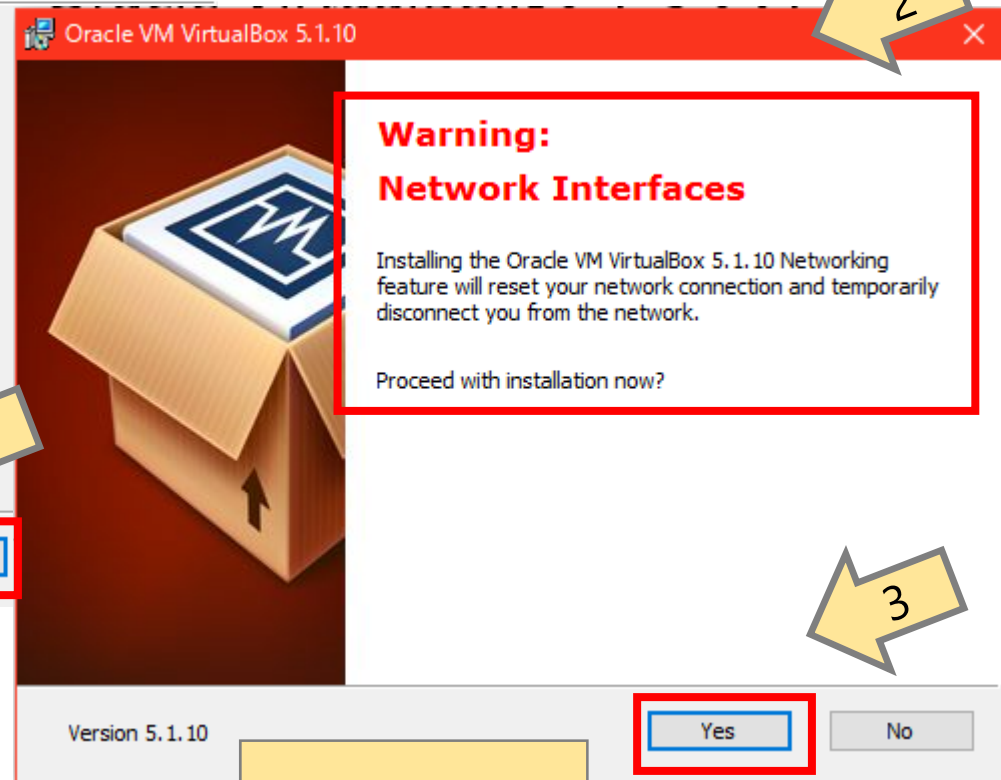 2
Oracle VM VirtualBox 5.1.10
Warning:
Network Interfaces
Installing the Oracle VM VirtualBox 5.1.10 Networking
feature will reset your network connection and temporarily
disconnect you from the network.
Proceed with installation now?
3
Version 5.1.10
Yes
No